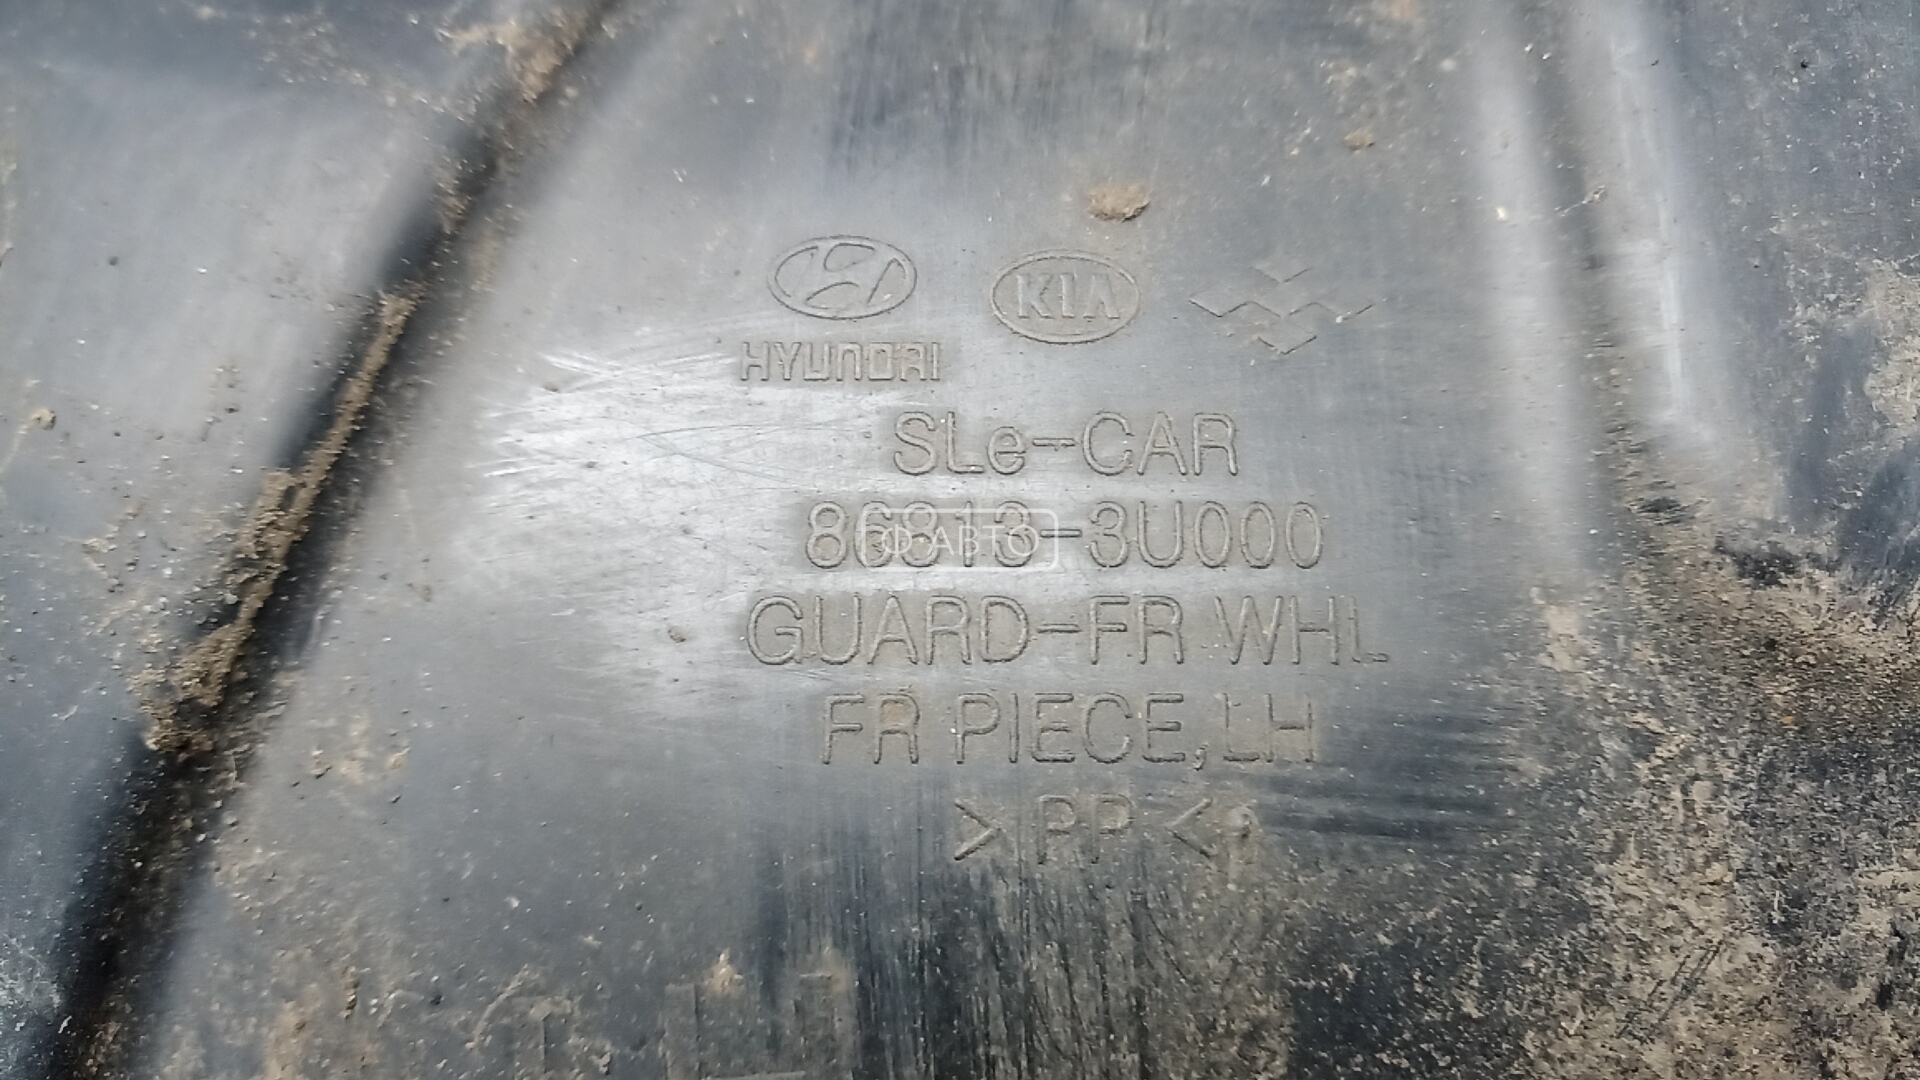 KIA
HYUNDAI
SLe-CAR
86813-3U000
GUARD-FR WHL
FR PIECE,LH
>PP<